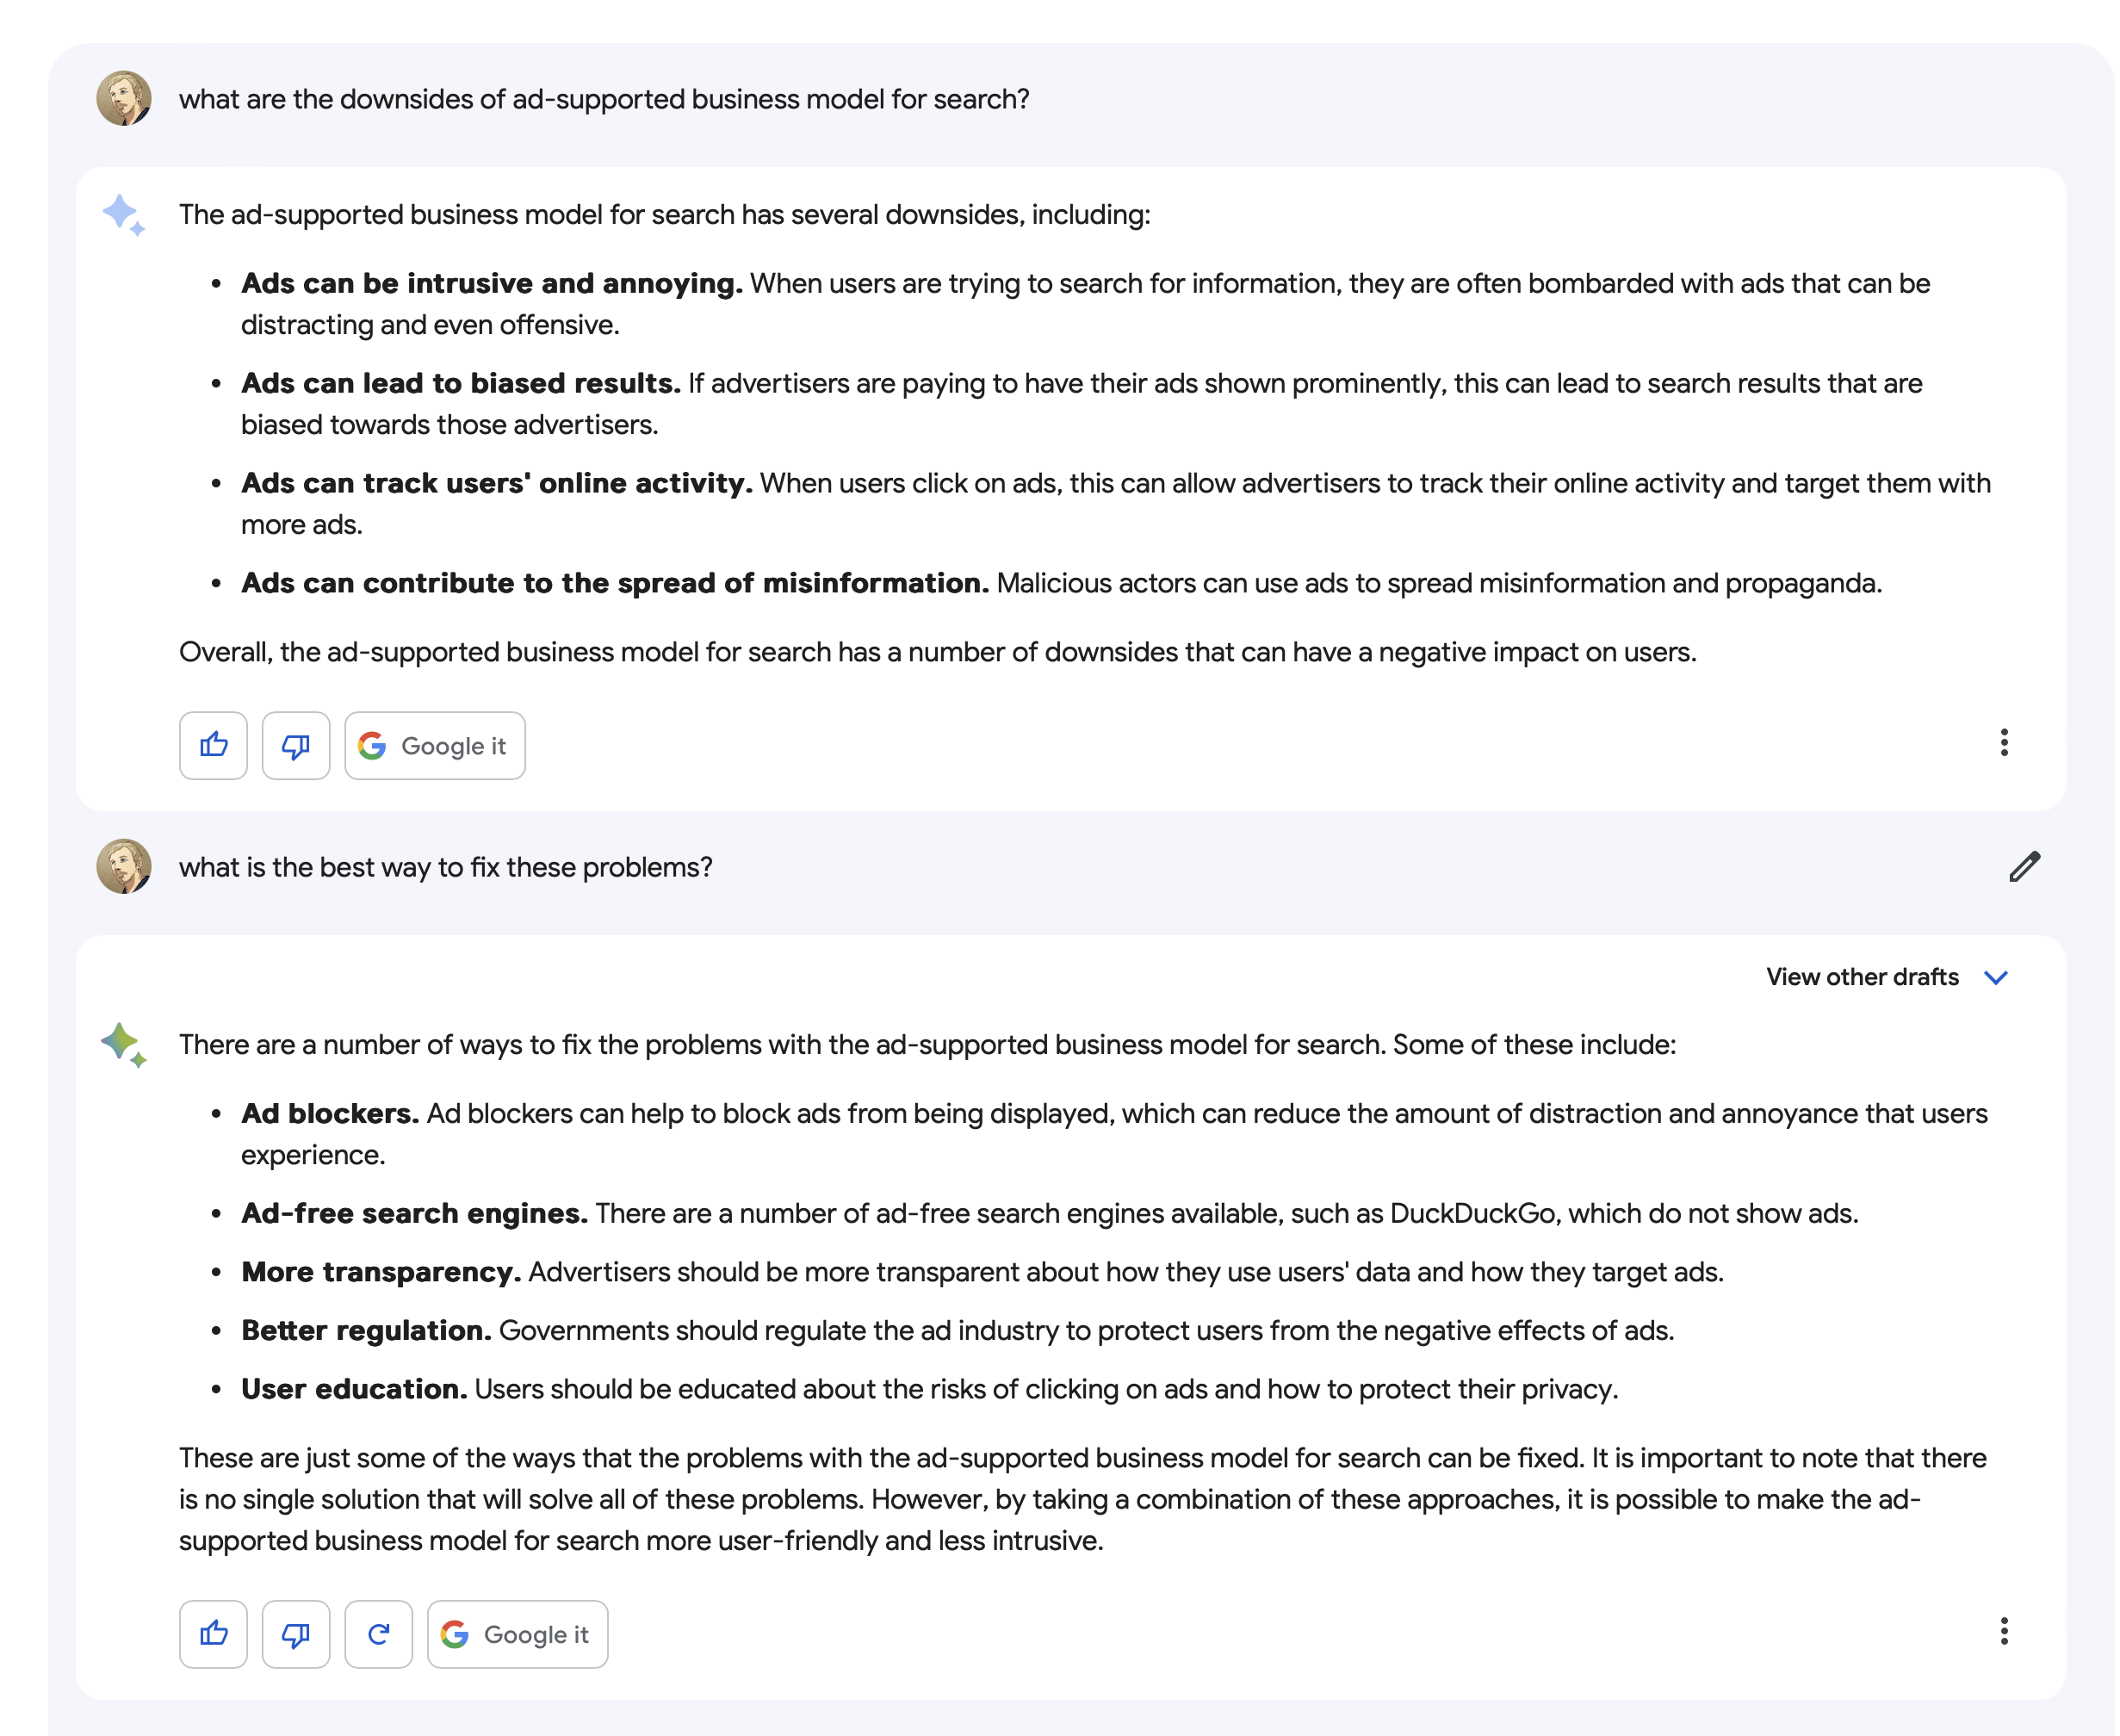 what are the downsides of ad-supported business model for search?
The ad-supported business model for search has several downsides, including:
• Ads can be intrusive and annoying. When users are trying to search for information, they are often bombarded with ads that can be
distracting and even offensive.
• Ads can lead to biased results. If advertisers are paying to have their ads shown prominently, this can lead to search results that are
biased towards those advertisers.
• Ads can track users' online activity. When users click on ads, this can allow advertisers to track their online activity and target them with
more ads.
• Ads can contribute to the spread of misinformation. Malicious actors can use ads to spread misinformation and propaganda.
Overall, the ad-supported business model for search has a number of downsides that can have a negative impact on users.
Google it
what is the best way to fix these problems?
View other drafts
There are a number of ways to fix the problems with the ad-supported business model for search. Some of these include:
• Ad blockers. Ad blockers can help to block ads from being displayed, which can reduce the amount of distraction and annoyance that users
experience.
• Ad-free search engines. There are a number of ad-free search engines available, such as DuckDuckGo, which do not show ads.
• More transparency. Advertisers should be more transparent about how they use users' data and how they target ads.
• Better regulation. Governments should regulate the ad industry to protect users from the negative effects of ads.
• User education. Users should be educated about the risks of clicking on ads and how to protect their privacy.
These are just some of the ways that the problems with the ad-supported business model for search can be fixed. It is important to note that there
is no single solution that will solve all of these problems. However, by taking a combination of these approaches, it is possible to make the ad-
supported business model for search more user-friendly and less intrusive.
Google it